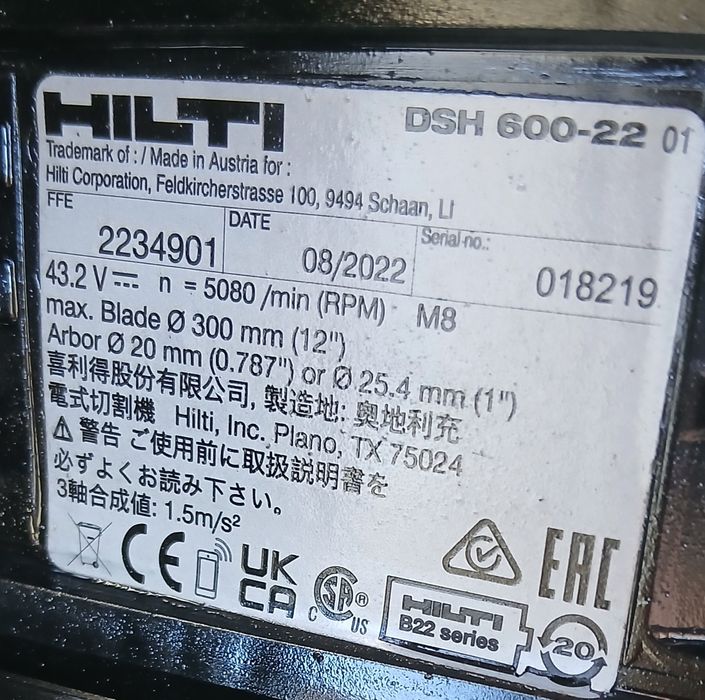 HILTI
DSH 600-22 01
Trademark of : / Made in Austria for :
Hilti Corporation, Feldkircherstrasse 100, 9494 Schaan, LI
FFE 2234901
DATE 08/2022
Serial no.: 018219
43.2 V ⎓ n = 5080 /min (RPM) M8
max. Blade Ø 300 mm (12")
Arbor Ø 20 mm (0.787") or Ø 25.4 mm (1")
喜利得股份有限公司, 製造地: 奧地利充
電式切割機 Hilti, Inc. Plano, TX 75024
⚠ 警告 ご使用前に取扱説明書を
必ずよくお読み下さい。
3軸合成値: 1.5m/s²
CE
UK
CA
C SA ® C US
EAC
HILTI
B22 series
20